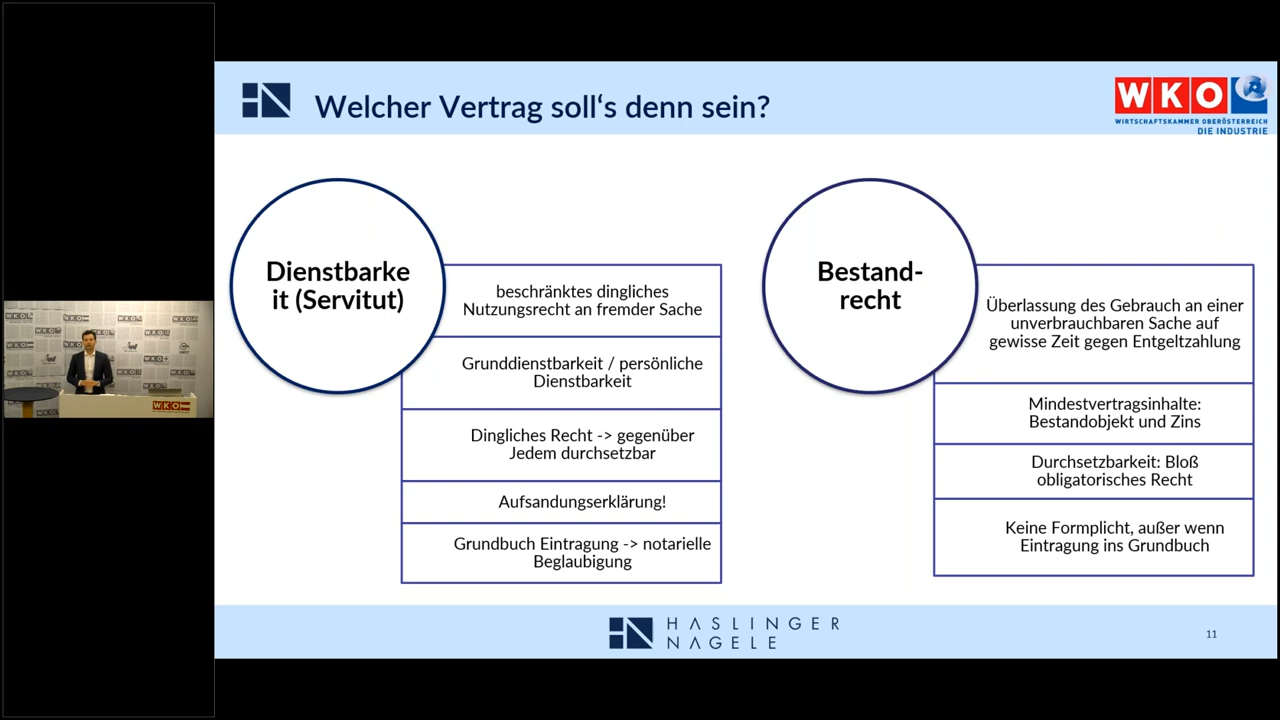 Welcher Vertrag soll‘s denn sein?
WKO
WIRTSCHAFTSKAMMER OBERÖSTERREICH
DIE INDUSTRIE
Dienstbarke
it (Servitut)
beschränktes dingliches
Nutzungsrecht an fremder Sache
Grunddienstbarkeit / persönliche
Dienstbarkeit
Dingliches Recht -> gegenüber
Jedem durchsetzbar
Aufsandungserklärung!
Grundbuch Eintragung -> notarielle
Beglaubigung
Bestand-
recht
Überlassung des Gebrauch an einer
unverbrauchbaren Sache auf
gewisse Zeit gegen Entgeltzahlung
Mindestvertragsinhalte:
Bestandobjekt und Zins
Durchsetzbarkeit: Bloß
obligatorisches Recht
Keine Formplicht, außer wenn
Eintragung ins Grundbuch
WKO
HASLINGER
NAGELE
11